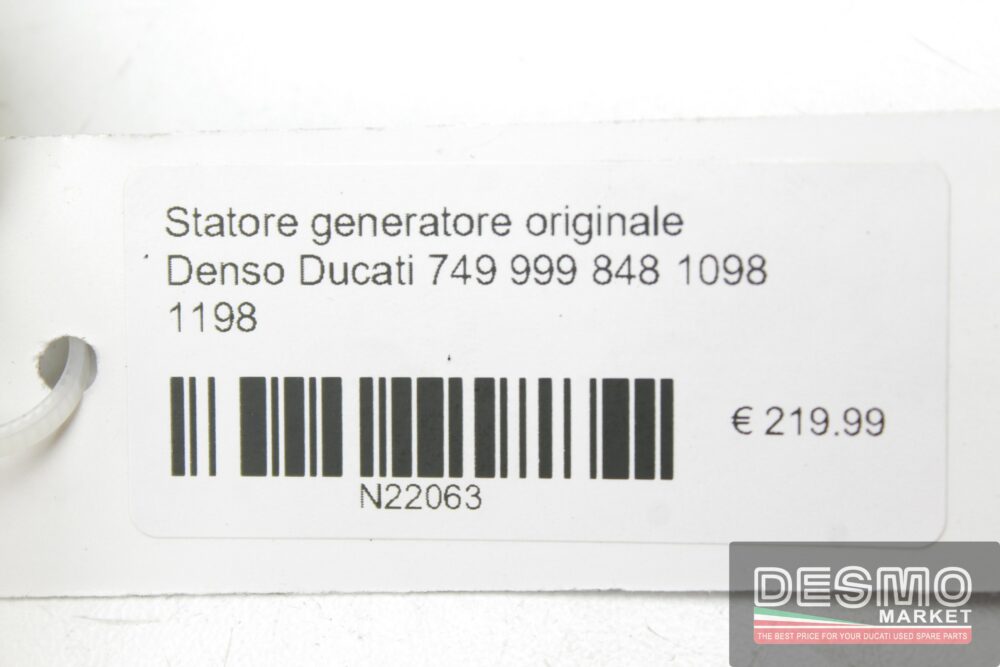 Statore generatore originale
Denso Ducati 749 999 848 1098
1198
€ 219.99
N22063
DESMO
MARKET
THE BEST PRICE FOR YOUR DUCATI USED SPARE PARTS